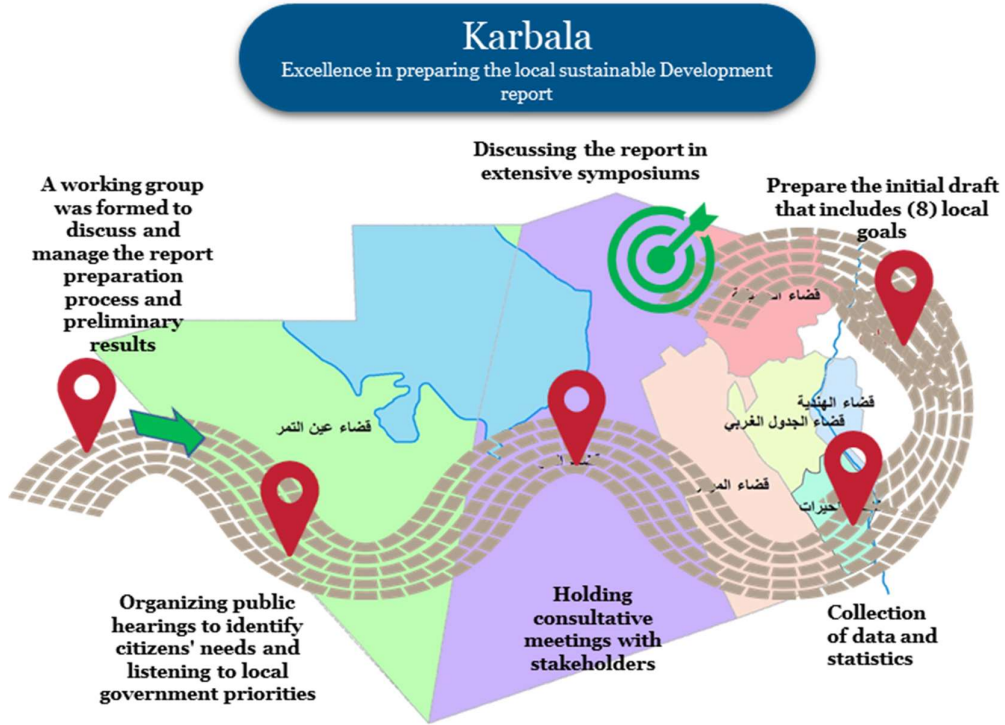 Karbala
Excellence in preparing the local sustainable Development
report
Discussing the report in
extensive symposiums
A working group
was formed to
discuss and
manage the report
preparation
process and
preliminary
results
Prepare the initial draft
that includes (8) local
goals
قضاء
قضاء عين التمر
قضاء الهندية
قضاء الجدول الغربي
قضاء
Organizing public
hearings to identify
citizens' needs and
listening to local
government priorities
Holding
consultative
meetings with
stakeholders
Collection
of data and
statistics